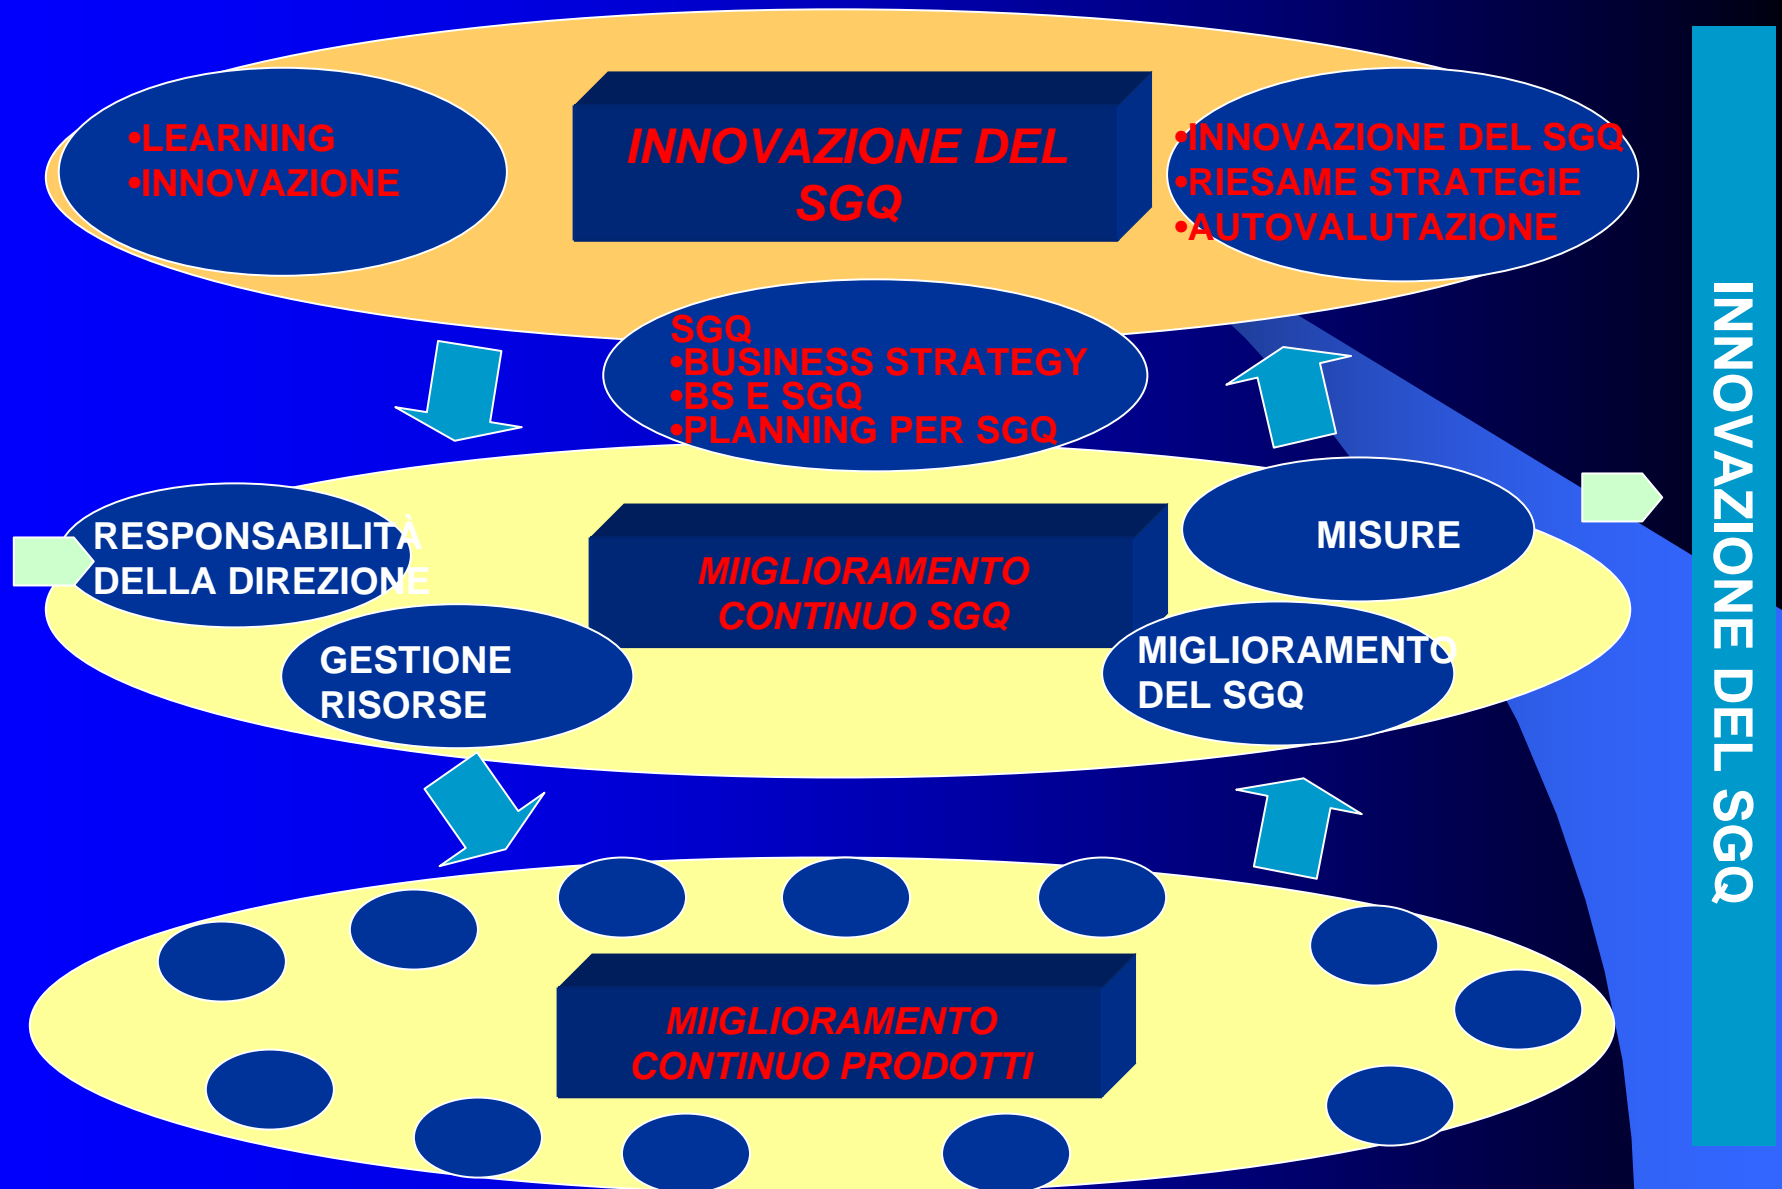 •LEARNING
•INNOVAZIONE
INNOVAZIONE DEL
SGQ
•INNOVAZIONE DEL SGQ
•RIESAME STRATEGIE
•AUTOVALUTAZIONE
SGQ
•BUSINESS STRATEGY
•BS E SGQ
•PLANNING PER SGQ
RESPONSABILITÀ
DELLA DIREZIONE
GESTIONE
RISORSE
MIIGLIORAMENTO
CONTINUO SGQ
MISURE
MIGLIORAMENTO
DEL SGQ
MIIGLIORAMENTO
CONTINUO PRODOTTI
INNOVAZIONE DEL SGQ